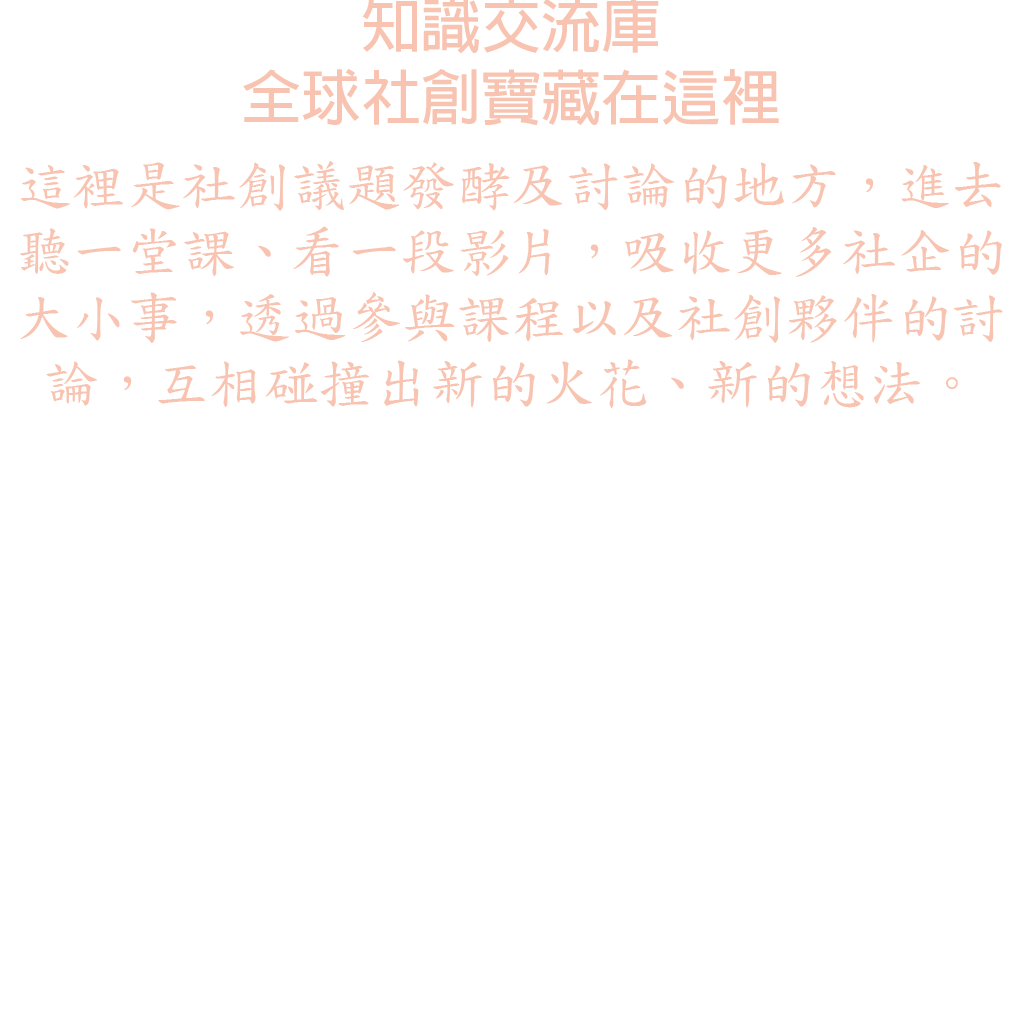 知識交流庫
全球社創寶藏在這裡
這裡是社創議題發酵及討論的地方，進去
聽一堂課、看一段影片，吸收更多社企的
大小事，透過參與課程以及社創夥伴的討
論，互相碰撞出新的火花、新的想法。